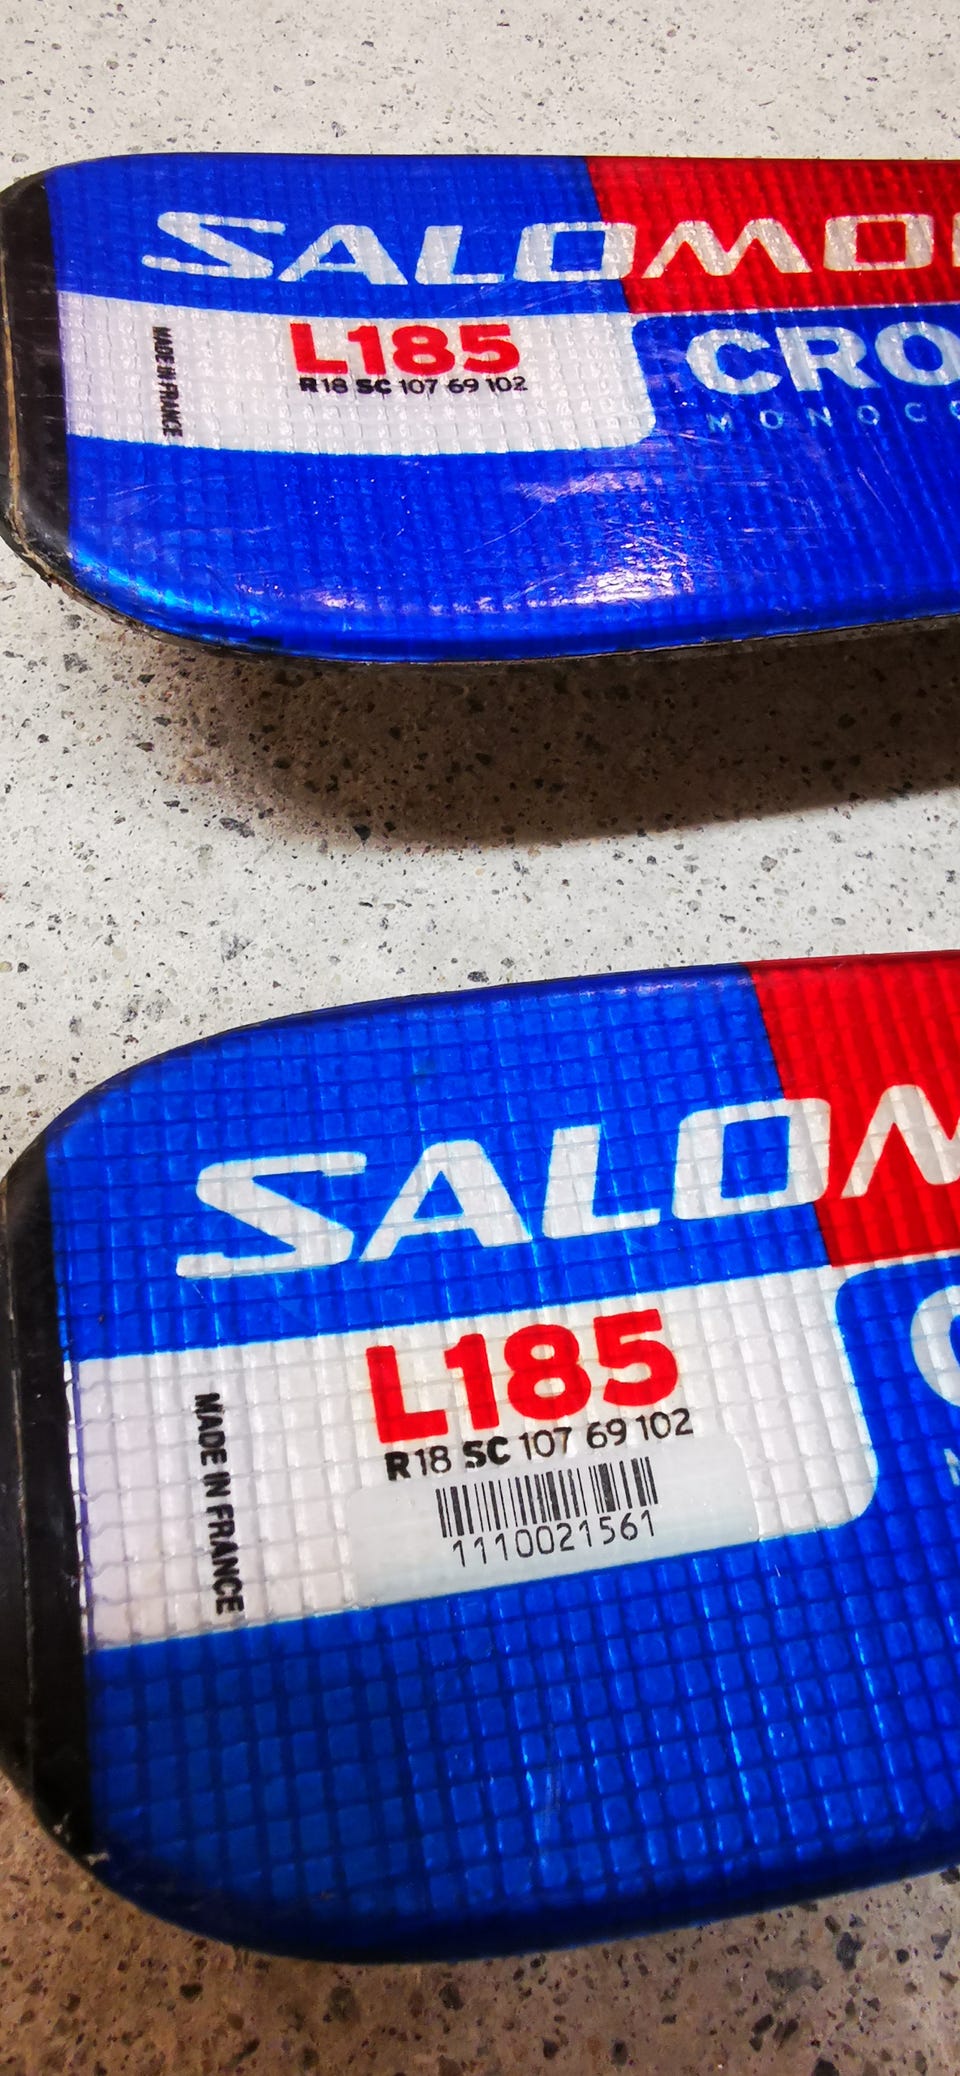 SALOMO
L185
R18 SC 107 69 102
MADE IN FRANCE
CRO
MONOCO
SALOM
L185
R18 SC 107 69 102
1110021561
MADE IN FRANCE